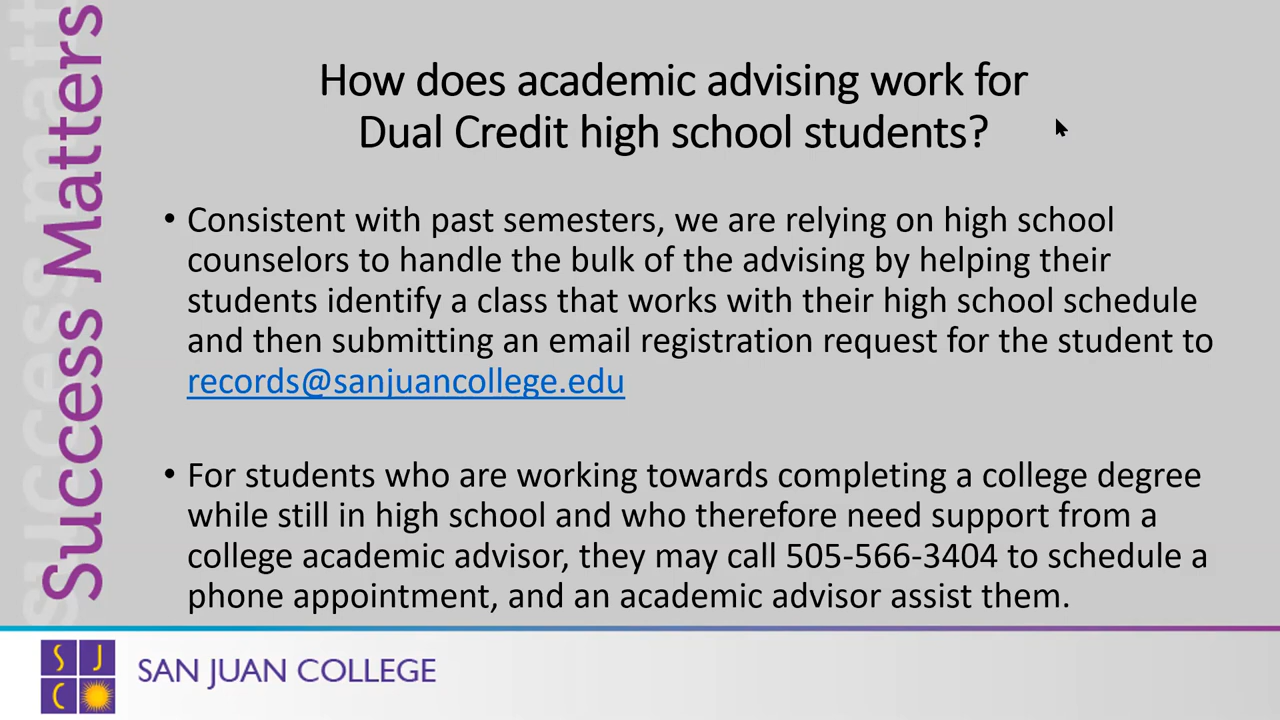 Success Matters
success matt
How does academic advising work for
Dual Credit high school students?
• Consistent with past semesters, we are relying on high school
counselors to handle the bulk of the advising by helping their
students identify a class that works with their high school schedule
and then submitting an email registration request for the student to
records@sanjuancollege.edu
• For students who are working towards completing a college degree
while still in high school and who therefore need support from a
college academic advisor, they may call 505-566-3404 to schedule a
phone appointment, and an academic advisor assist them.
S J
C
SAN JUAN COLLEGE